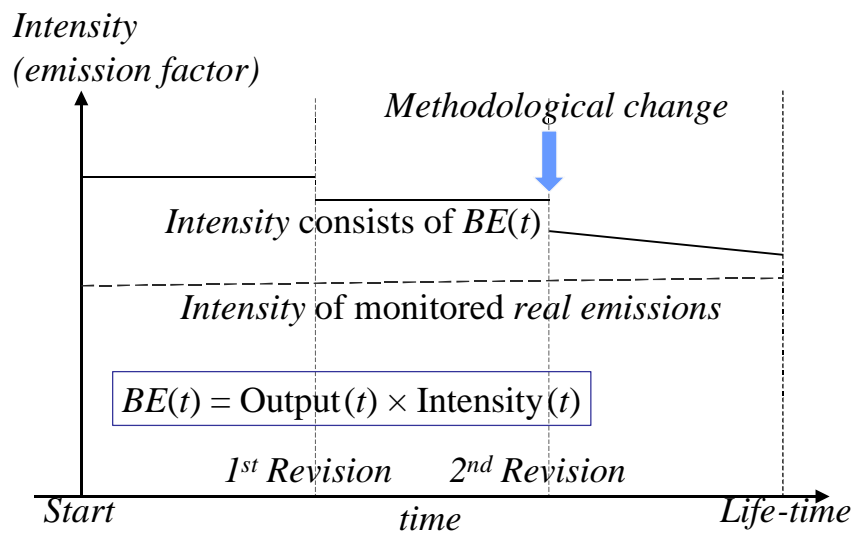 Intensity
(emission factor)
Methodological change
Intensity consists of BE(t)
Intensity of monitored real emissions
BE(t) = Output(t) × Intensity(t)
1st Revision
2nd Revision
Start
time
Life-time